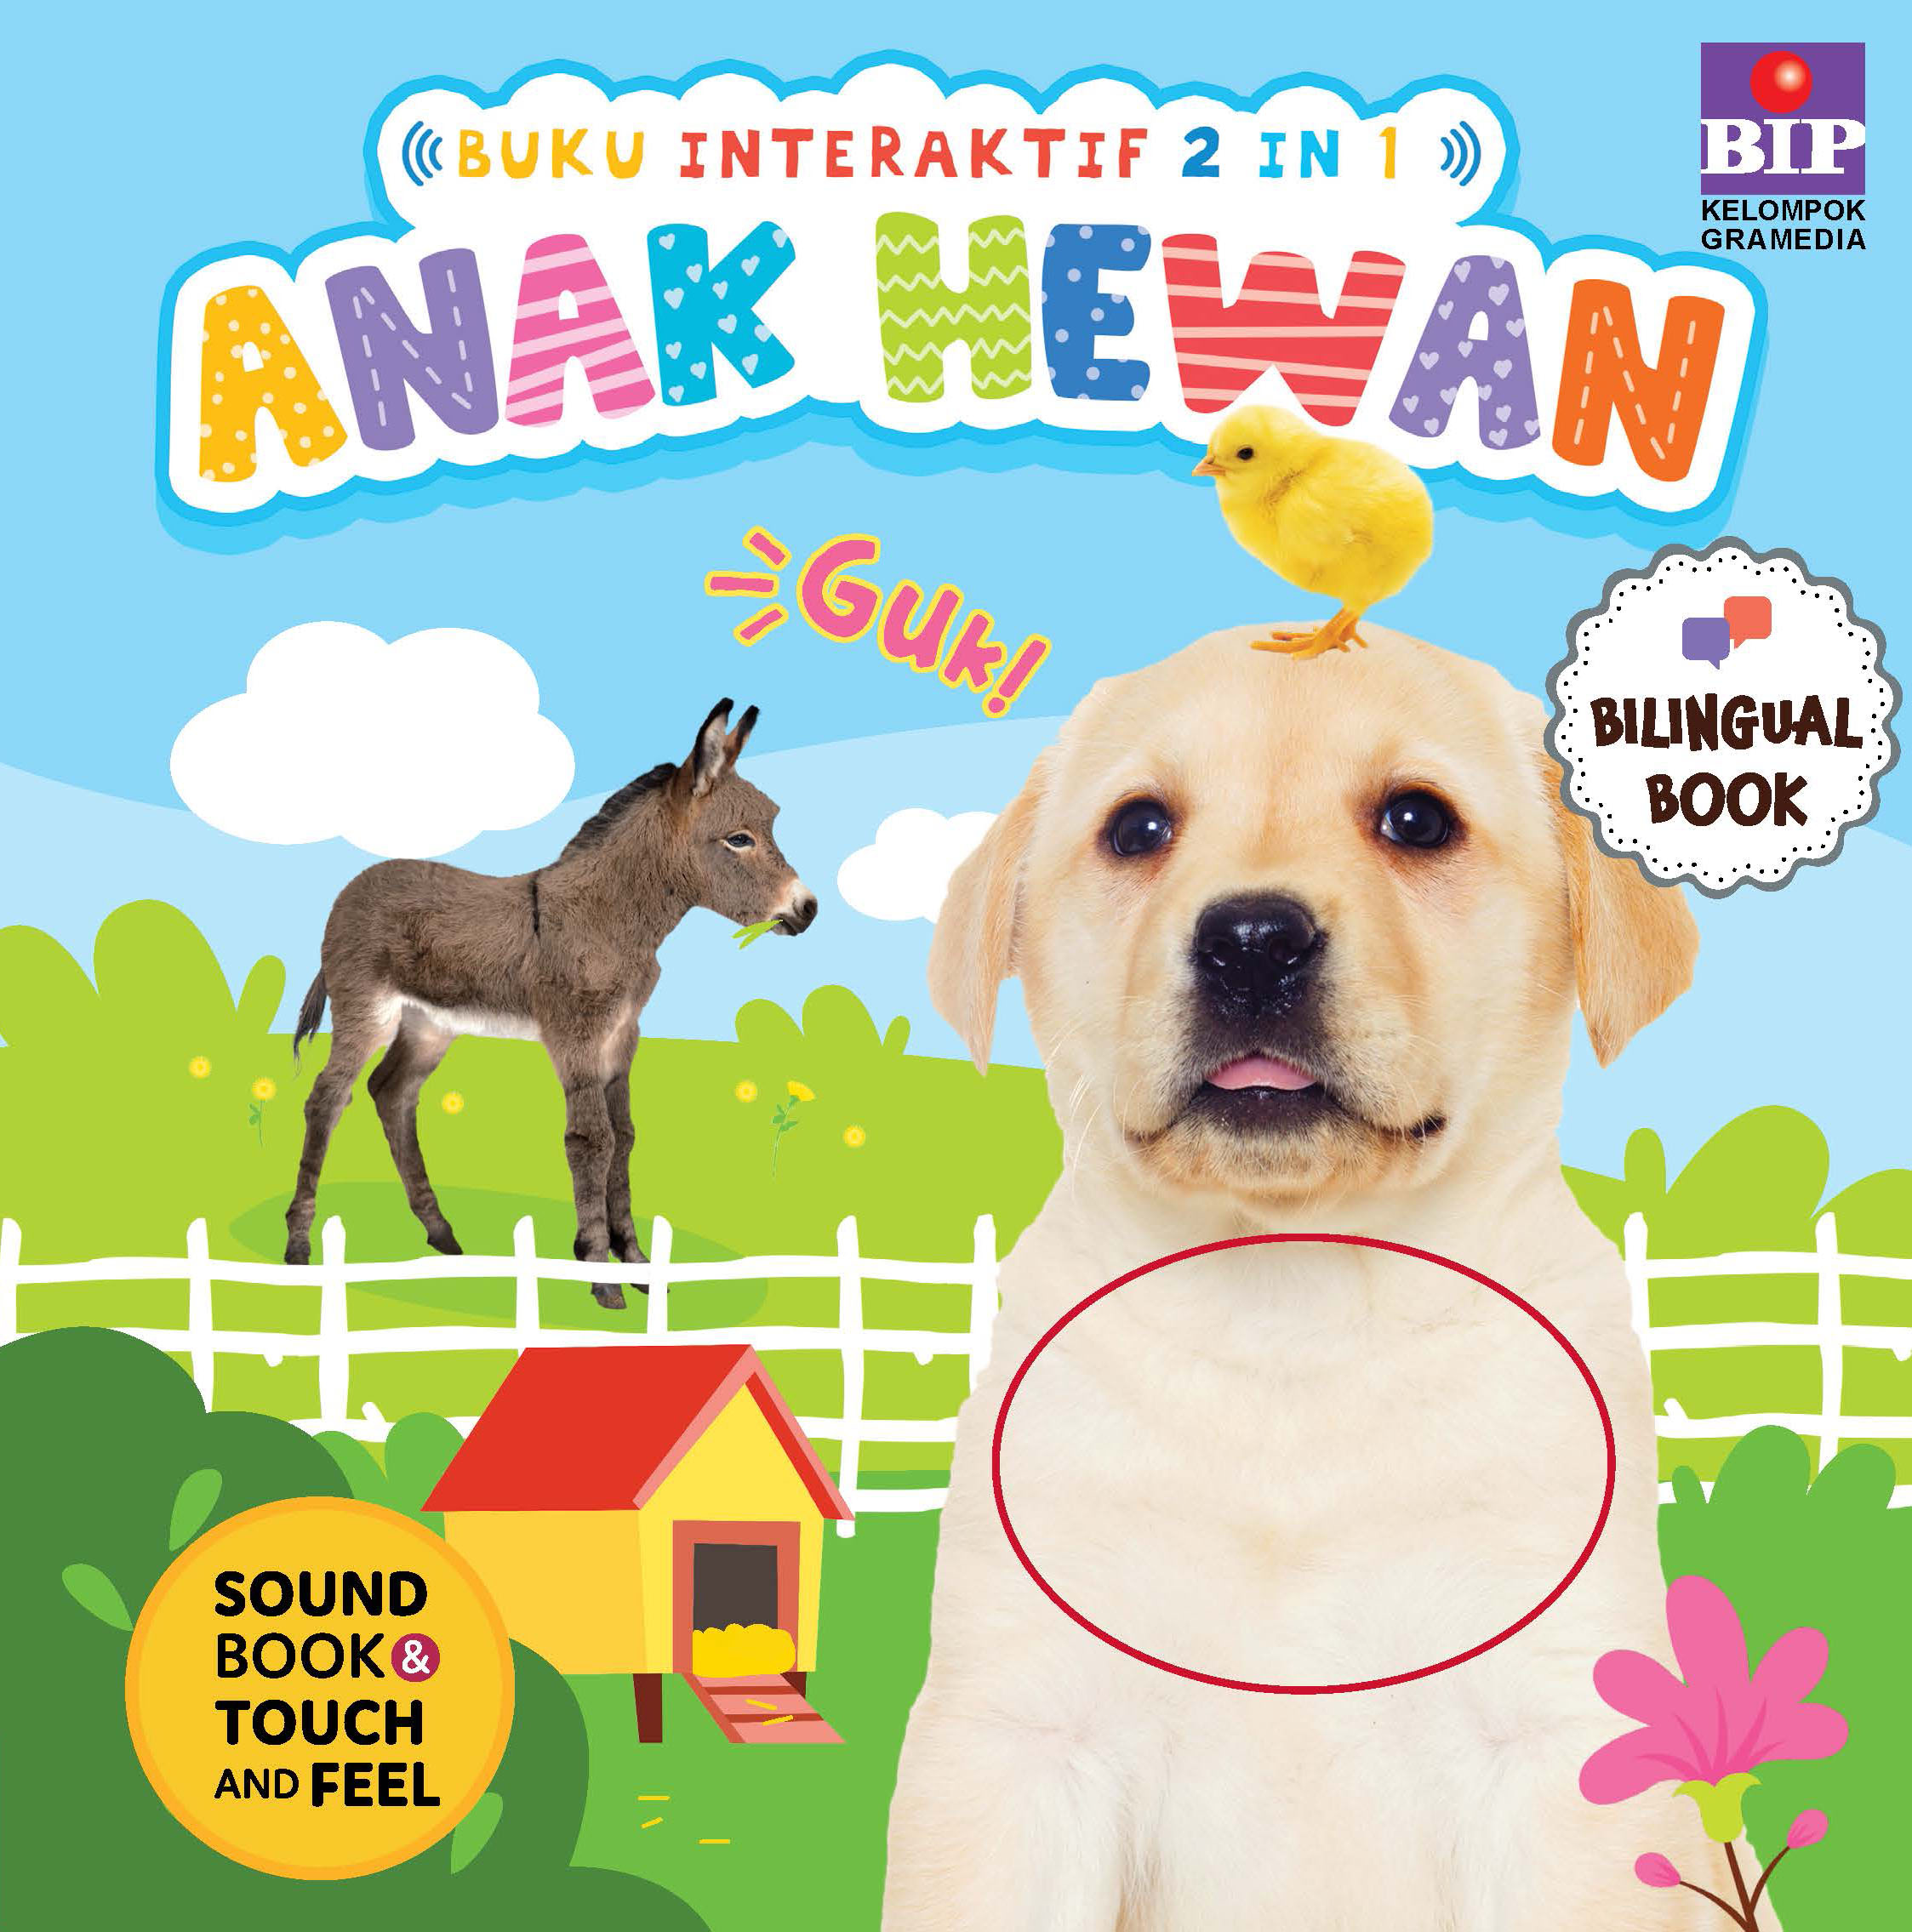 BUKU INTERAKTIF 2 IN 1
ANAK HEWAN
BIP
KELOMPOK
GRAMEDIA
Guk!
BILINGUAL
BOOK
SOUND
BOOK &
TOUCH
AND FEEL